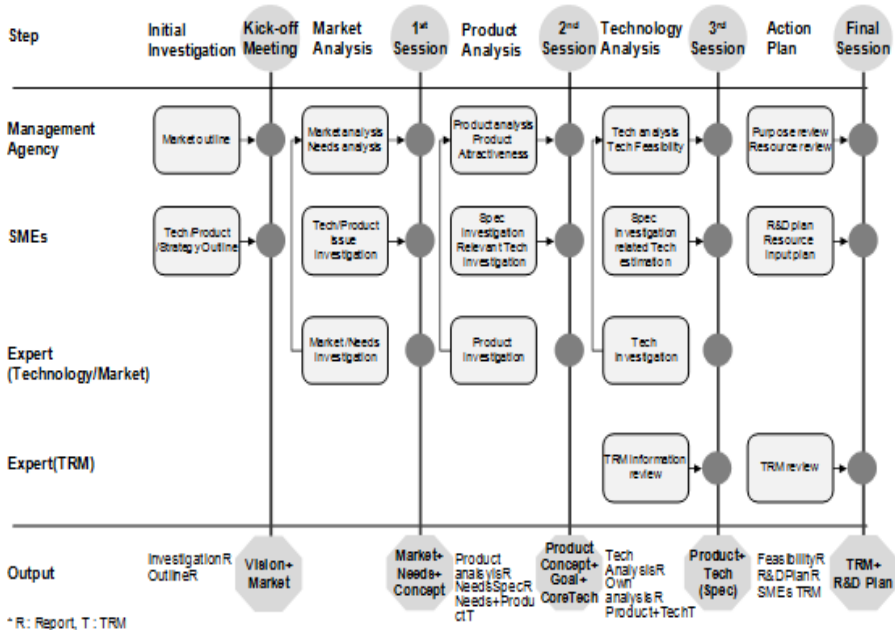 Step
Initial
Investigation
Kick-off
Meeting
Market
Analysis
1st
Session
Product
Analysis
2nd
Session
Technology
Analysis
3rd
Session
Action
Plan
Final
Session
Management
Agency
Market outline
Market analysis
Needs analysis
Product analysis
Product
Attractiveness
Tech analysis
Tech Feasibility
Purpose review
Resource review
SMEs
Tech/Product
/Strategy Outline
Tech/Product
Issue
Investigation
Spec
Investigation
Relevant Tech
Investigation
Spec
Investigation
related Tech
estimation
R&D plan
Resource
Input plan
Expert
(Technology/Market)
Market/Needs
Investigation
Product
Investigation
Tech
Investigation
Expert(TRM)
TRM Information
review
TRM review
Output
InvestigationR
OutlineR
Vision+
Market
Market+
Needs+
Concept
Product
analsyisR
NeedsSpecR
Needs+Produ
ctT
Product
Concept+
Goal+
CoreTech
Tech
AnalysisR
Own
analysisR
Product+TechT
Product+
Tech
(Spec)
FeasibilityR
R&DPlanR
SMEs TRM
TRM+
R&D Plan
* R : Report, T : TRM